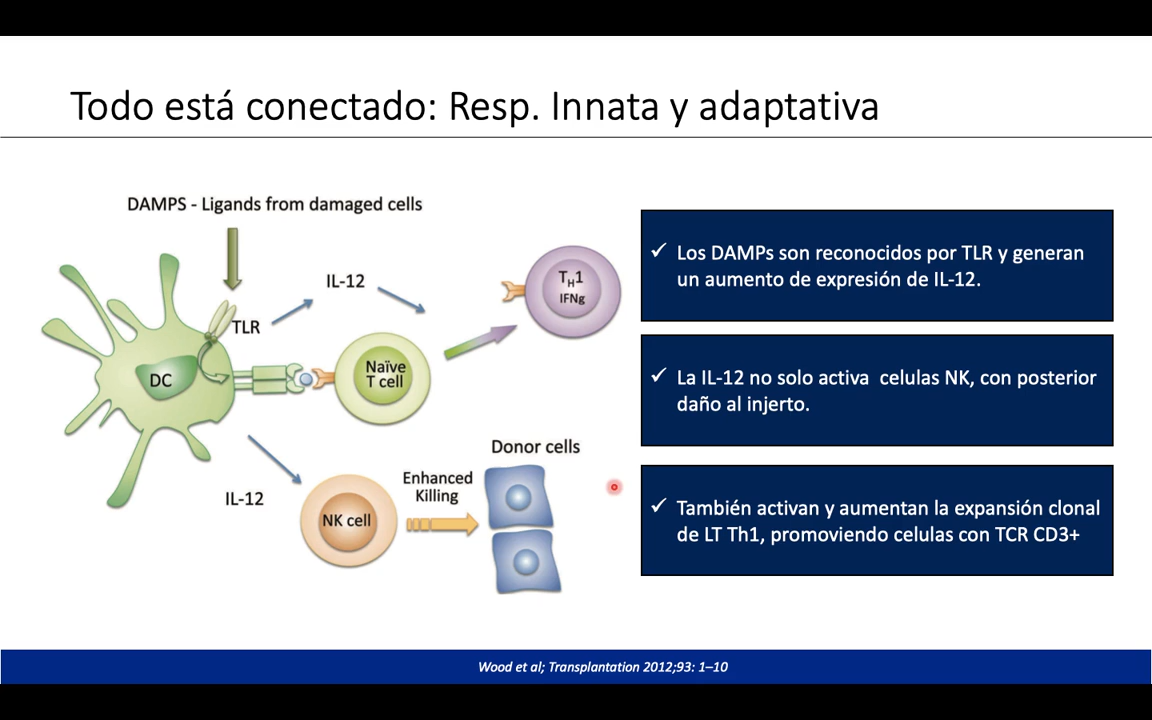 Todo está conectado: Resp. Innata y adaptativa
DAMPS - Ligands from damaged cells
IL-12
TLR
DC
Naïve
T cell
TH1
IFNg
IL-12
NK cell
Enhanced
Killing
Donor cells
✓ Los DAMPs son reconocidos por TLR y generan
un aumento de expresión de IL-12.
✓ La IL-12 no solo activa celulas NK, con posterior
daño al injerto.
✓ También activan y aumentan la expansión clonal
de LT Th1, promoviendo celulas con TCR CD3+
Wood et al; Transplantation 2012;93: 1–10